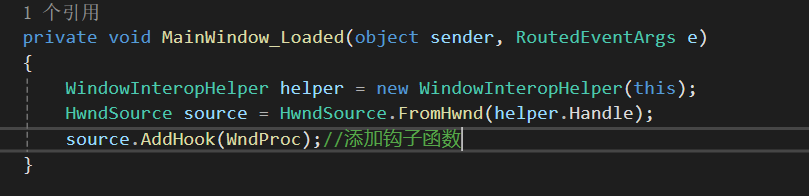 1 个引用
private void MainWindow_Loaded(object sender, RoutedEventArgs e)
{
WindowInteropHelper helper = new WindowInteropHelper(this);
HwndSource source = HwndSource.FromHwnd(helper.Handle);
source.AddHook(WndProc);//添加钩子函数
}